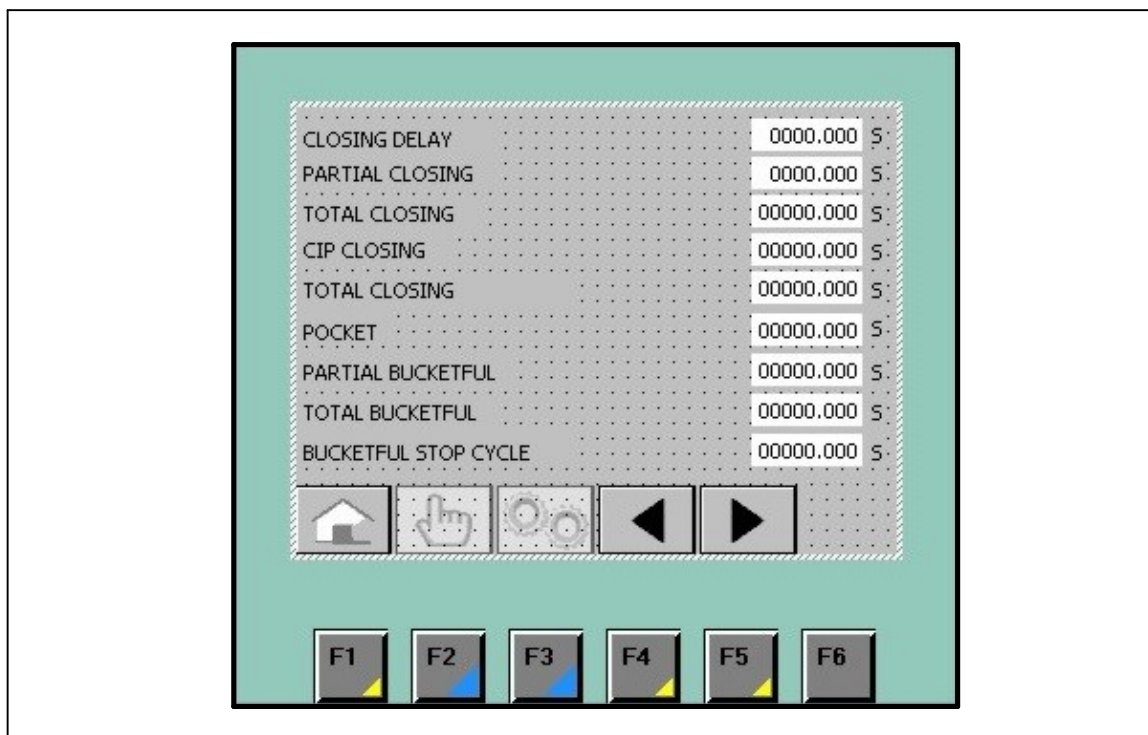 CLOSING DELAY 0000.000 S
PARTIAL CLOSING 0000.000 S
TOTAL CLOSING 00000.000 S
CIP CLOSING 00000.000 S
TOTAL CLOSING 00000.000 S
POCKET 00000.000 S
PARTIAL BUCKETFUL 00000.000 S
TOTAL BUCKETFUL 00000.000 S
BUCKETFUL STOP CYCLE 00000.000 S
F1 F2 F3 F4 F5 F6